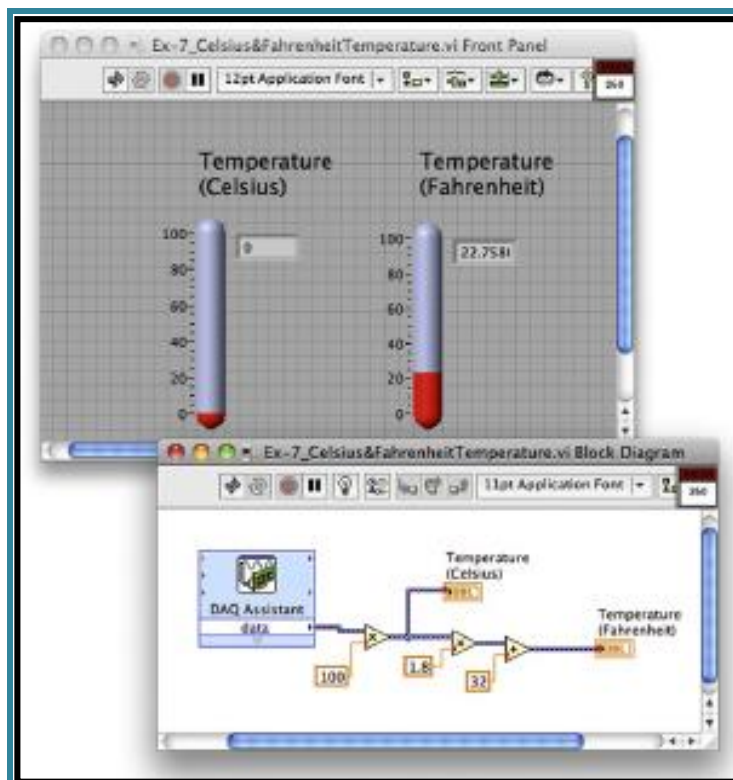 Ex-7_Celsius&FahrenheitTemperature.vi Front Panel
12pt Application Font
Temperature
(Celsius)
Temperature
(Fahrenheit)
100
80
60
40
20
0
0
100
80
60
40
20
0
Ex-7_Celsius&FahrenheitTemperature.vi Block Diagram
11pt Application Font
Temperature
(Celsius)
DAQ Assistant
data
100
1.8
32
Temperature
(Fahrenheit)